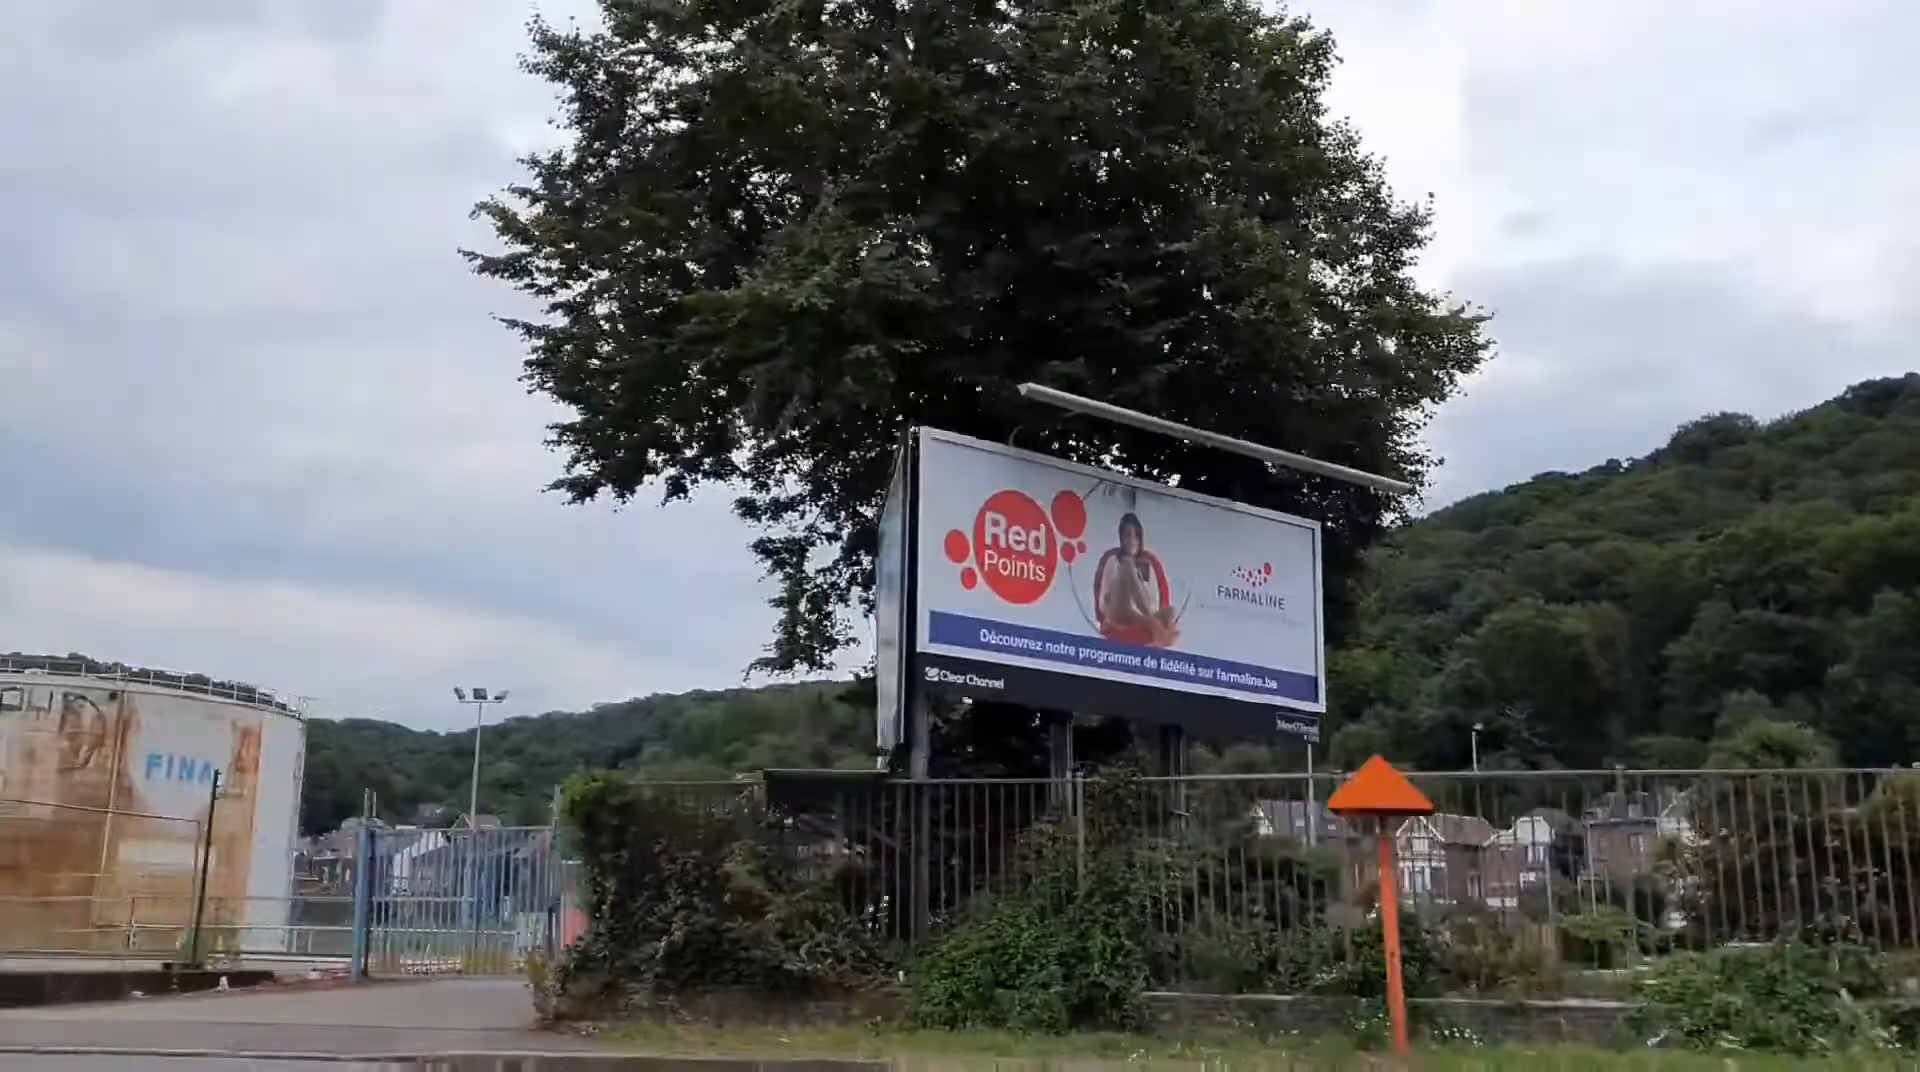 FINA
Red
Points
FARMALINE
Découvrez notre programme de fidélité sur farmaline.be
Clear Channel